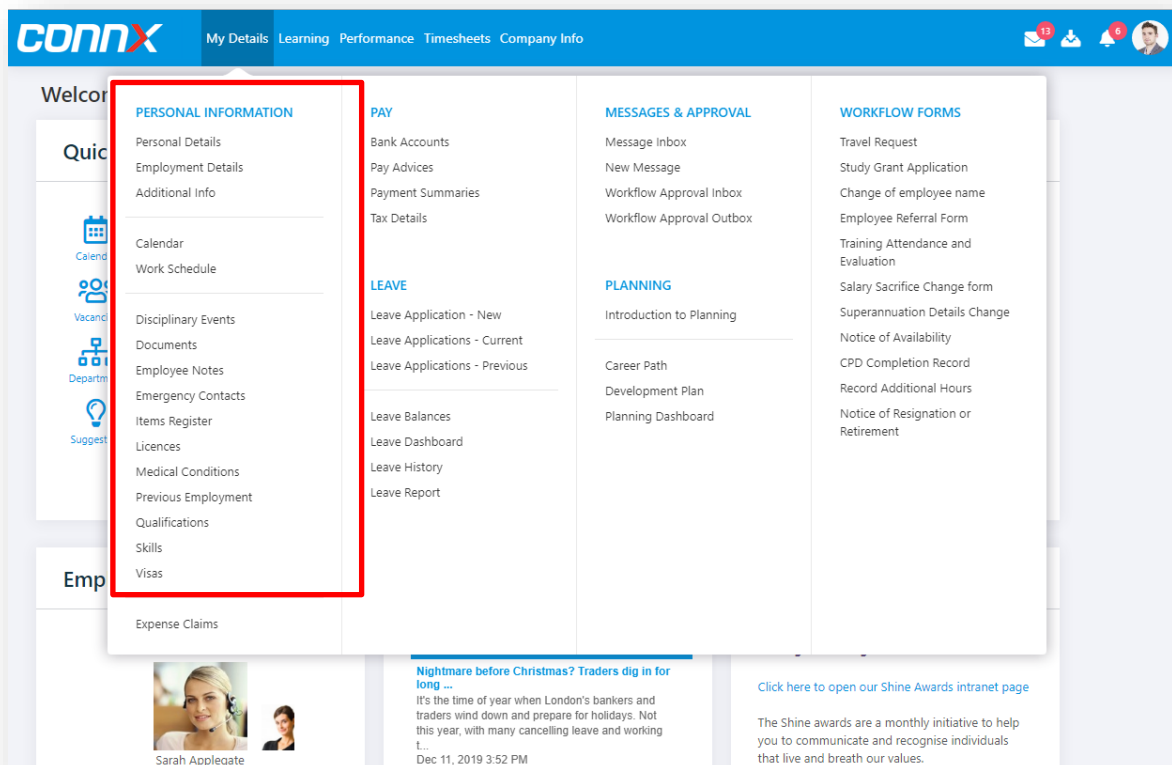 connx
My Details Learning Performance Timesheets Company Info
13
6
PERSONAL INFORMATION
Personal Details
Employment Details
Additional Info
Calendar
Work Schedule
Disciplinary Events
Documents
Employee Notes
Emergency Contacts
Items Register
Licences
Medical Conditions
Previous Employment
Qualifications
Skills
Visas
Expense Claims
PAY
Bank Accounts
Pay Advices
Payment Summaries
Tax Details
LEAVE
Leave Application - New
Leave Applications - Current
Leave Applications - Previous
Leave Balances
Leave Dashboard
Leave History
Leave Report
MESSAGES & APPROVAL
Message Inbox
New Message
Workflow Approval Inbox
Workflow Approval Outbox
PLANNING
Introduction to Planning
Career Path
Development Plan
Planning Dashboard
WORKFLOW FORMS
Travel Request
Study Grant Application
Change of employee name
Employee Referral Form
Training Attendance and
Evaluation
Salary Sacrifice Change form
Superannuation Details Change
Notice of Availability
CPD Completion Record
Record Additional Hours
Notice of Resignation or
Retirement
Welcor
Quic
Calend
Vacanci
Departm
Suggest
Emp
Sarah Applegate
Nightmare before Christmas? Traders dig in for
long ...
It's the time of year when London's bankers and
traders wind down and prepare for holidays. Not
this year, with many cancelling leave and working
t...
Dec 11, 2019 3:52 PM
Click here to open our Shine Awards intranet page
The Shine awards are a monthly initiative to help
you to communicate and recognise individuals
that live and breath our values.